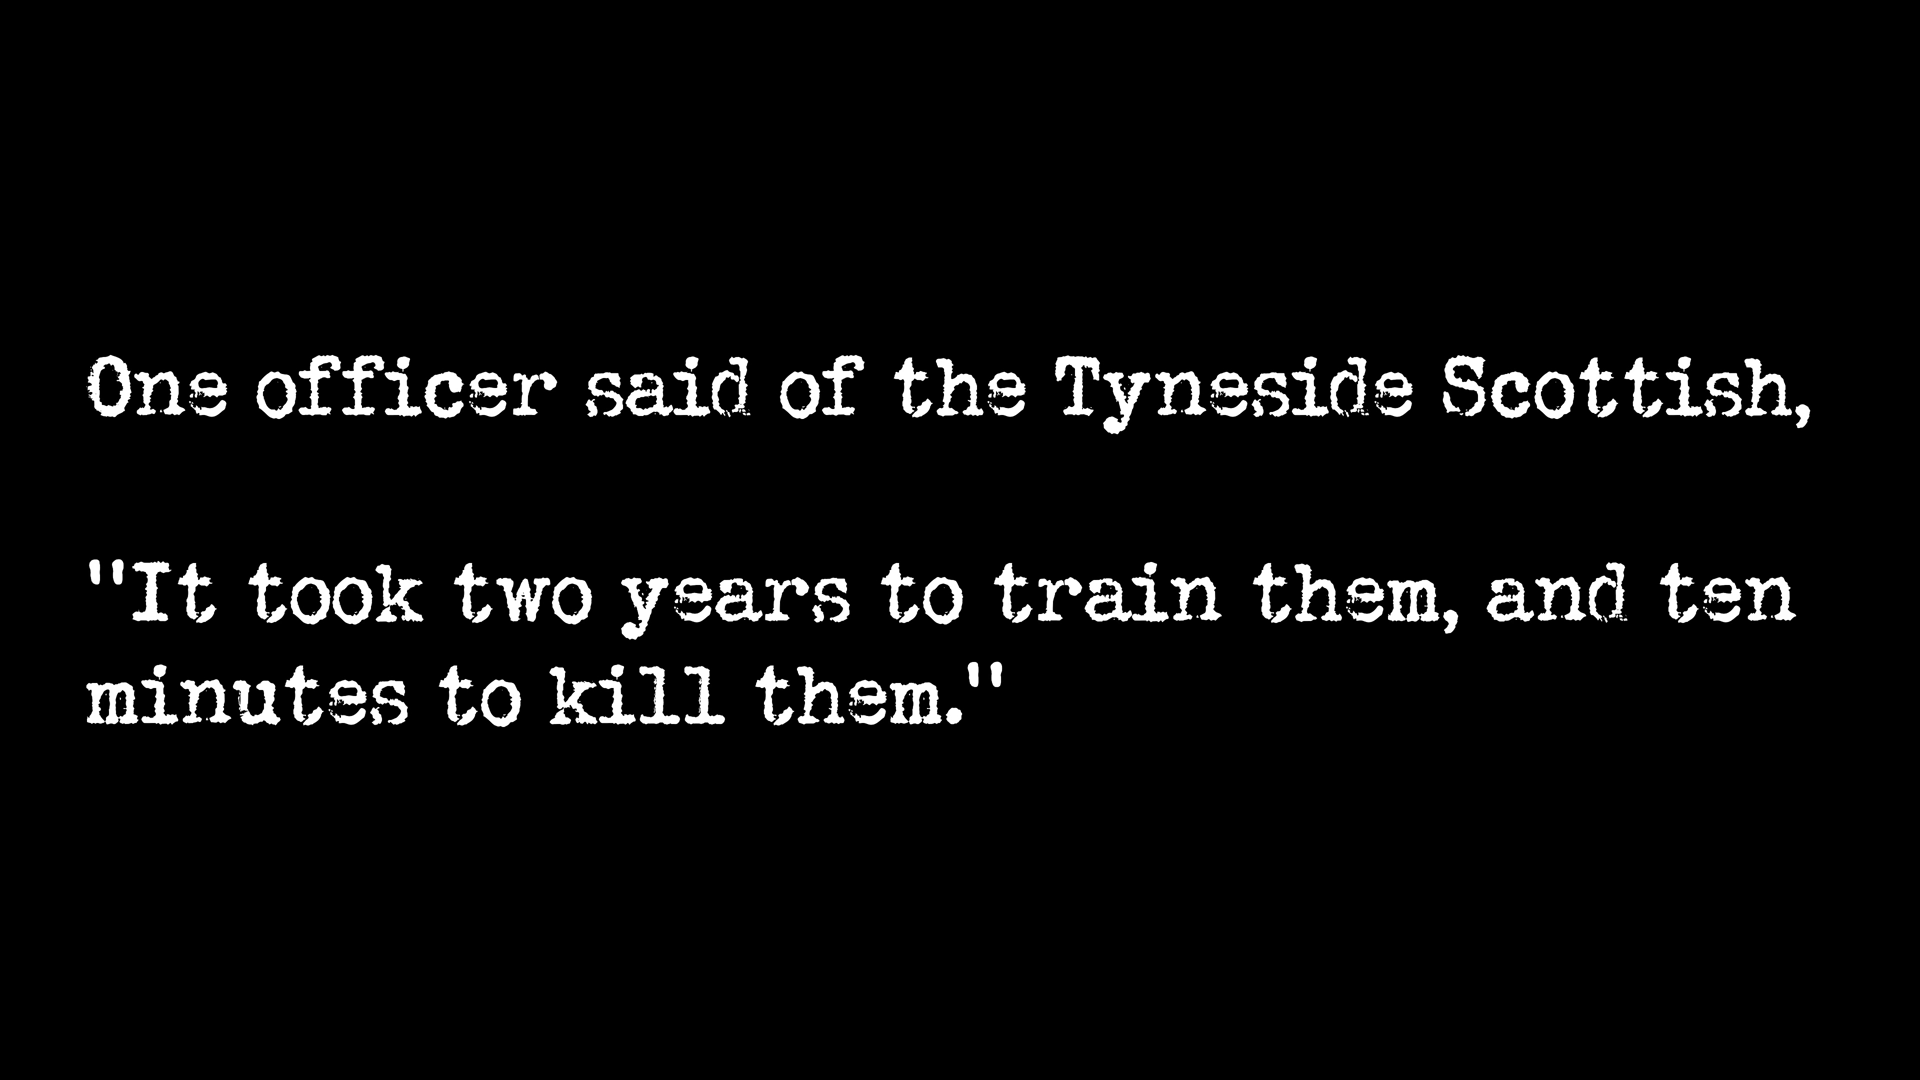 One officer said of the Tyneside Scottish,
"It took two years to train them, and ten
minutes to kill them."